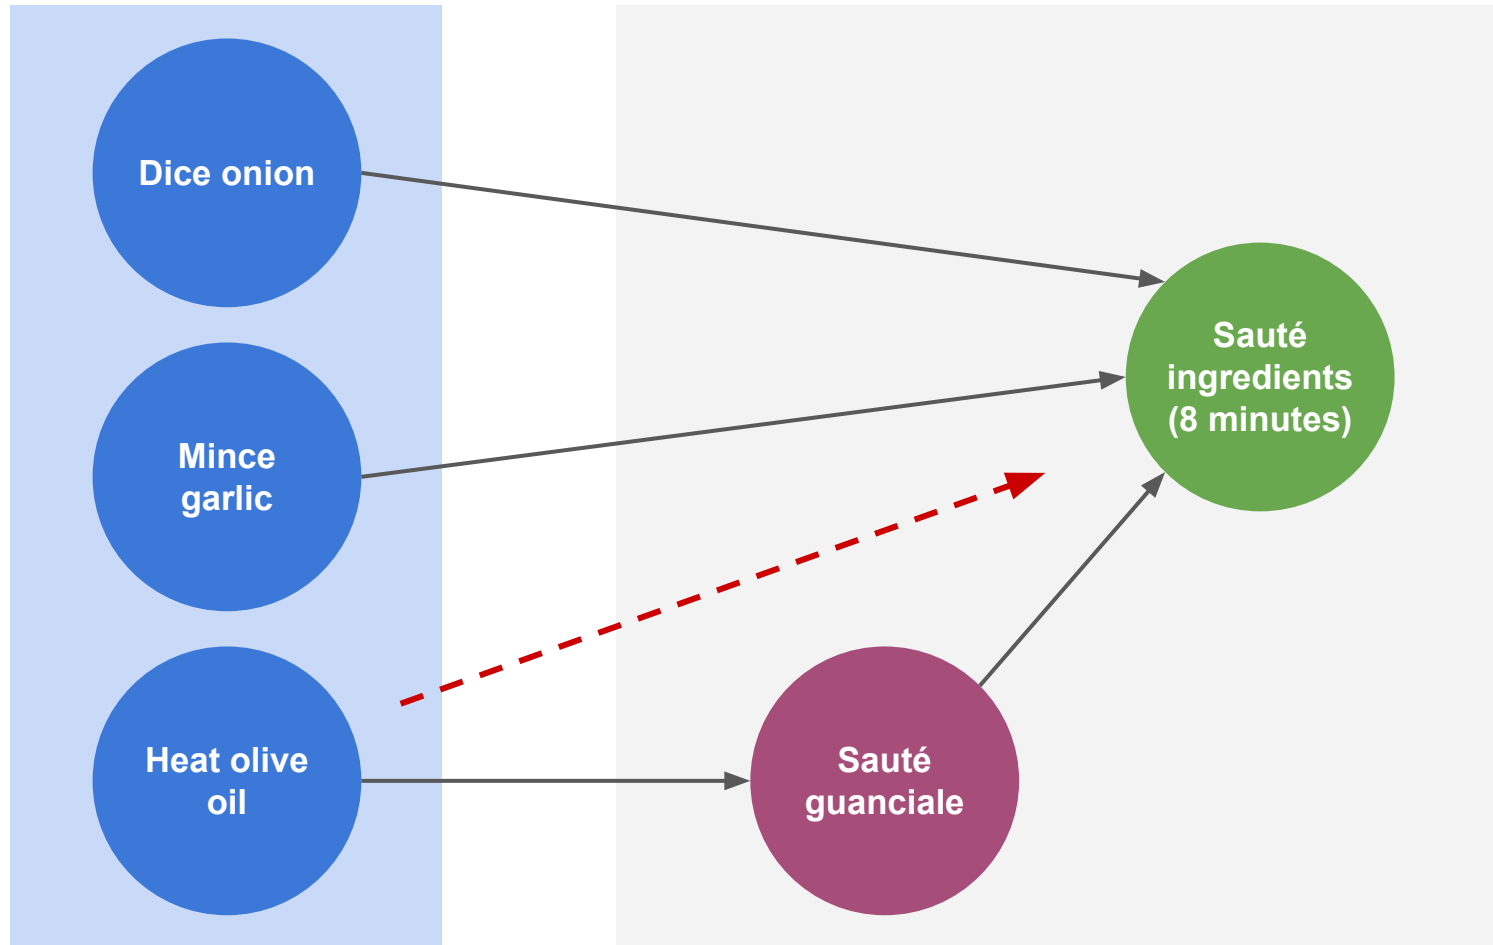 Dice onion
Mince
garlic
Heat olive
oil
Sauté
guanciale
Sauté
ingredients
(8 minutes)